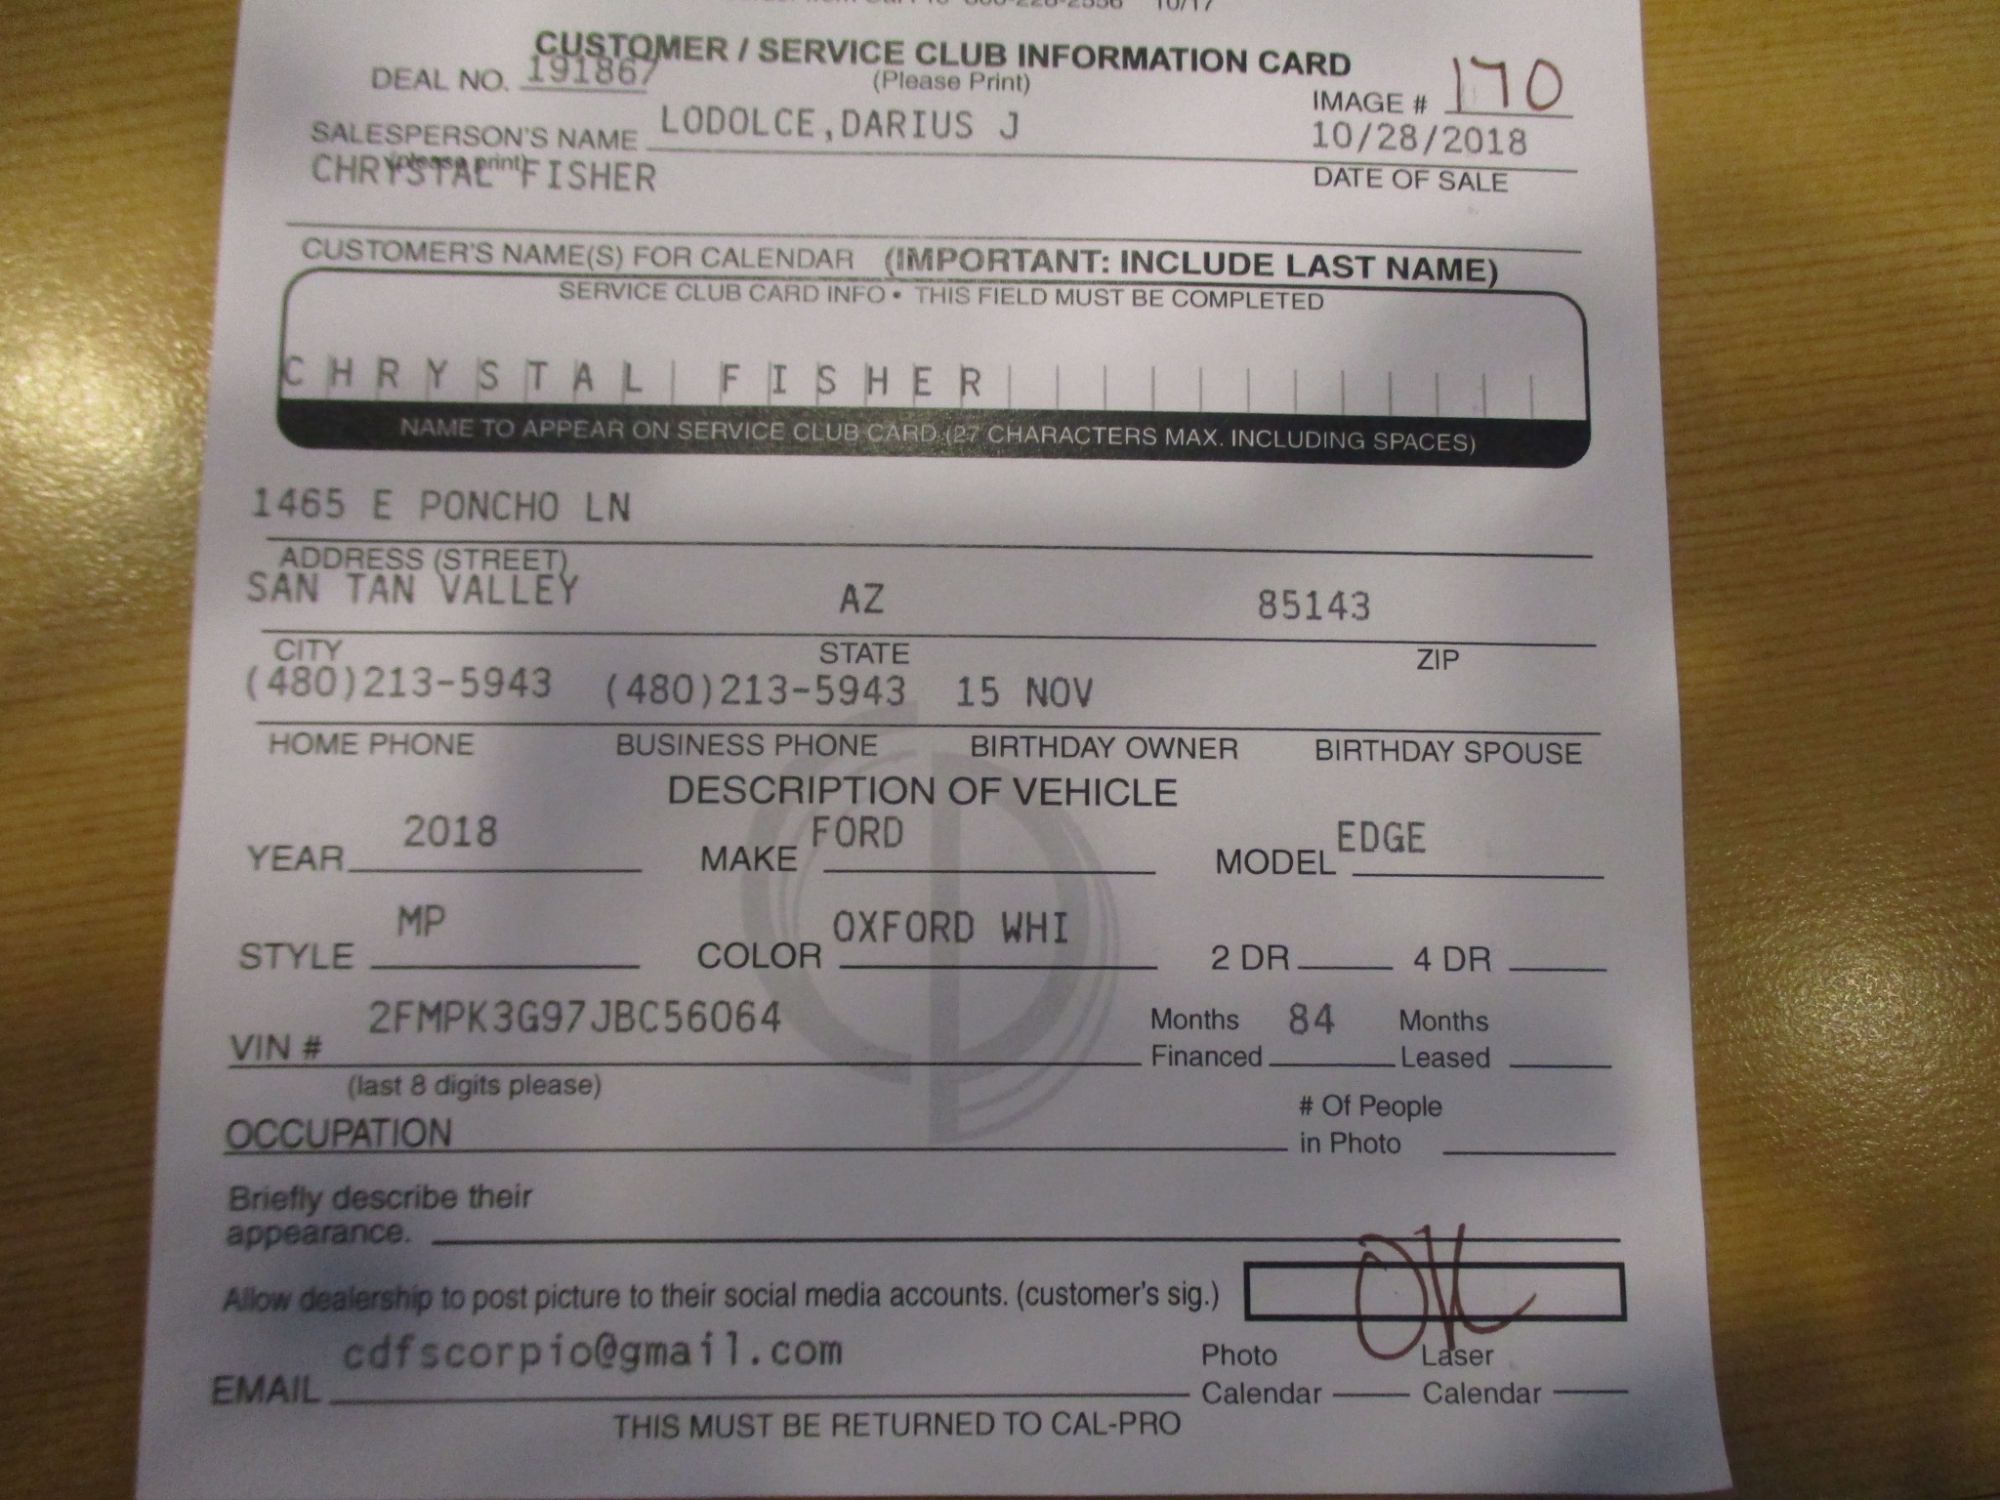 10/17
CUSTOMER / SERVICE CLUB INFORMATION CARD
DEAL NO. 191867 (Please Print) IMAGE # 170
SALESPERSON'S NAME LODOLCE,DARIUS J 10/28/2018
(please print) DATE OF SALE
CHRYSTAL FISHER
CUSTOMER'S NAME(S) FOR CALENDAR (IMPORTANT: INCLUDE LAST NAME)
SERVICE CLUB CARD INFO • THIS FIELD MUST BE COMPLETED
CHRYSTAL FISHER
NAME TO APPEAR ON SERVICE CLUB CARD (27 CHARACTERS MAX. INCLUDING SPACES)
1465 E PONCHO LN
ADDRESS (STREET)
SAN TAN VALLEY AZ 85143
CITY STATE ZIP
(480)213-5943 (480)213-5943 15 NOV
HOME PHONE BUSINESS PHONE BIRTHDAY OWNER BIRTHDAY SPOUSE
DESCRIPTION OF VEHICLE
YEAR 2018 MAKE FORD MODEL EDGE
STYLE MP COLOR OXFORD WHI 2 DR 4 DR
VIN # 2FMPK3G97JBC56064 Months Financed 84 Months Leased
(last 8 digits please)
OCCUPATION # Of People in Photo
Briefly describe their
appearance.
Allow dealership to post picture to their social media accounts. (customer's sig.) OK
EMAIL cdfscorpio@gmail.com Photo Calendar Laser Calendar
THIS MUST BE RETURNED TO CAL-PRO